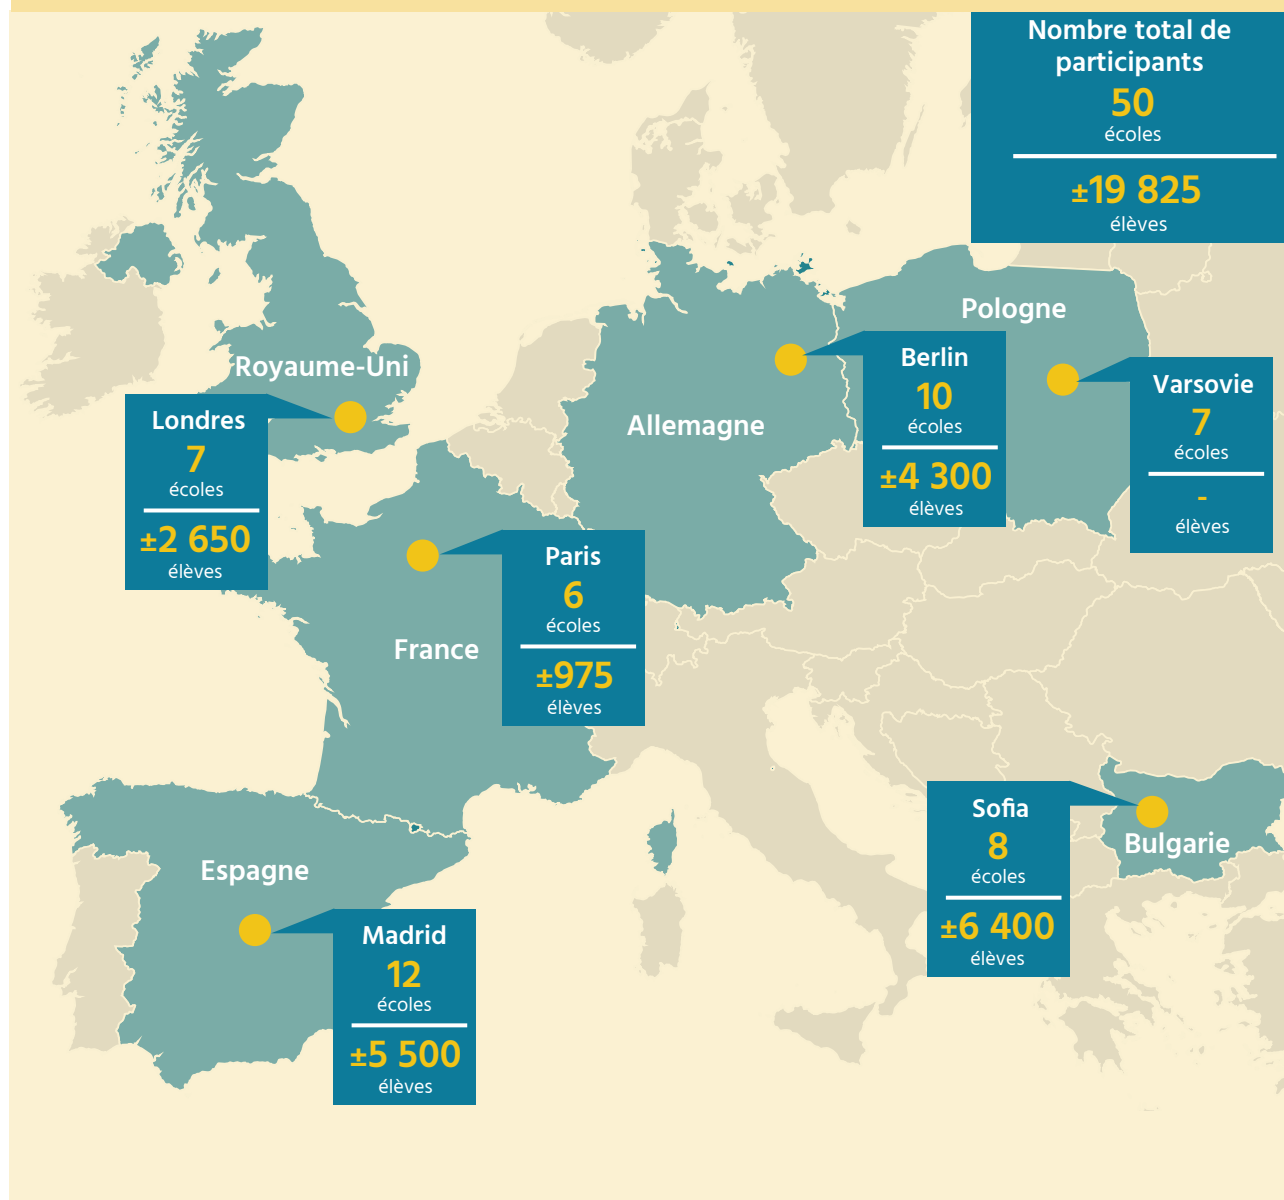 Nombre total de
participants
50
écoles
±19 825
élèves
Pologne
Royaume-Uni
Berlin
10
écoles
±4 300
élèves
Varsovie
7
écoles
-
élèves
Londres
7
écoles
±2 650
élèves
Allemagne
Paris
6
écoles
±975
élèves
France
Sofia
8
écoles
±6 400
élèves
Bulgarie
Espagne
Madrid
12
écoles
±5 500
élèves